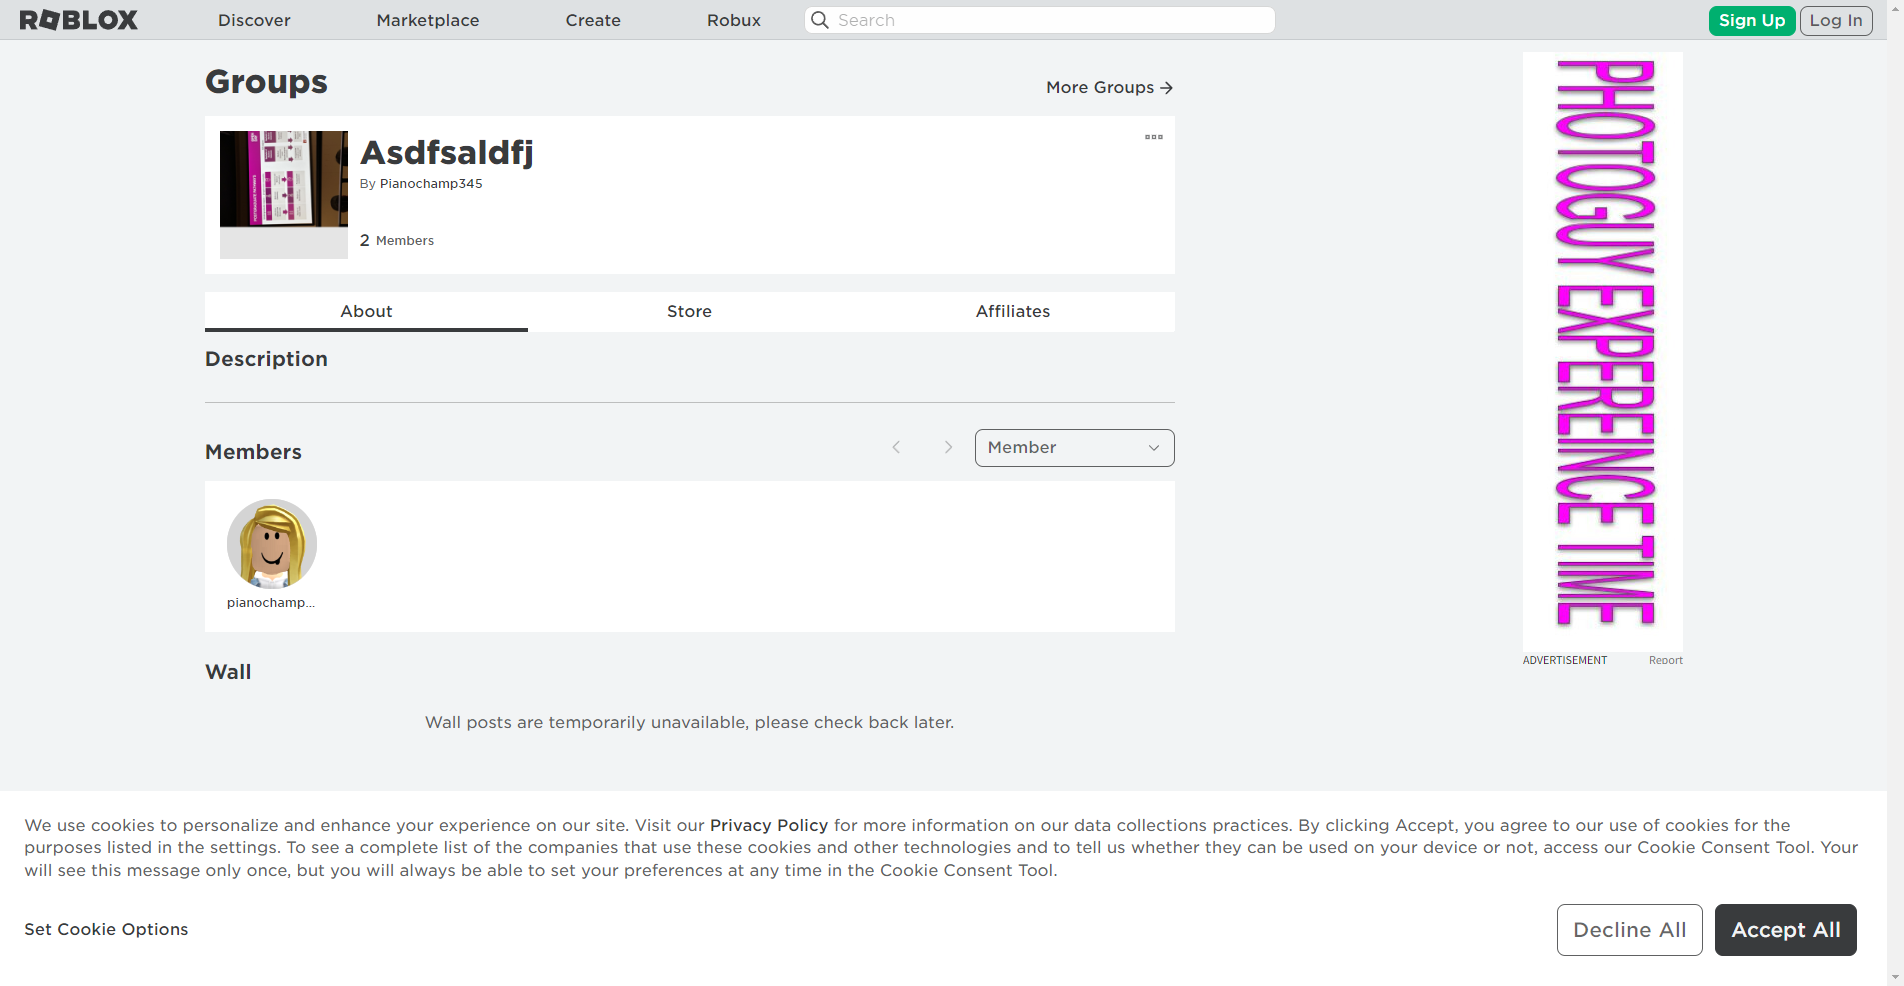 ROBLOX
Discover
Marketplace
Create
Robux
Search
Sign Up
Log In
Groups
More Groups
Asdfsaldfj
By Pianochamp345
2 Members
About
Store
Affiliates
Description
Members
Member
pianochamp...
Wall
Wall posts are temporarily unavailable, please check back later.
PHOTOGUY EXPEREINCE TIME
ADVERTISEMENT
Report
We use cookies to personalize and enhance your experience on our site. Visit our Privacy Policy for more information on our data collections practices. By clicking Accept, you agree to our use of cookies for the
purposes listed in the settings. To see a complete list of the companies that use these cookies and other technologies and to tell us whether they can be used on your device or not, access our Cookie Consent Tool. Your
will see this message only once, but you will always be able to set your preferences at any time in the Cookie Consent Tool.
Set Cookie Options
Decline All
Accept All